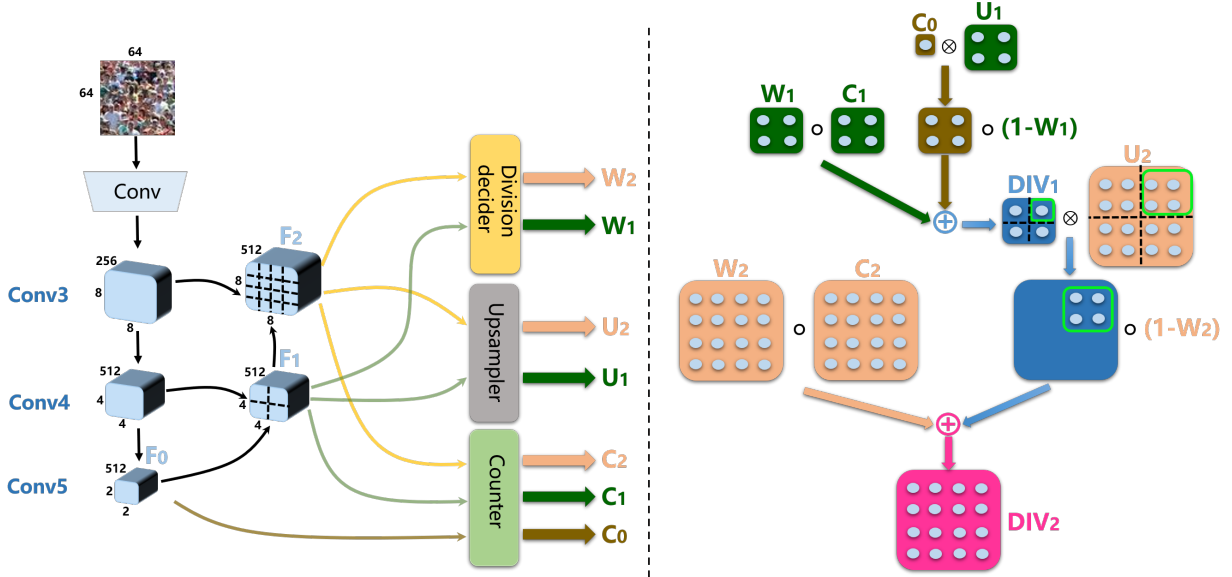 64
64
Conv
256
8
8
Conv3
512
4
4
Conv4
F0
512
2
2
Conv5
F2
512
8
8
F1
512
4
4
Division
decider
Upsampler
Counter
W2
W1
U2
U1
C2
C1
C0
C0
⊗
U1
W1
C1
(1-W1)
⊕
DIV1
⊗
U2
W2
C2
(1-W2)
⊕
DIV2